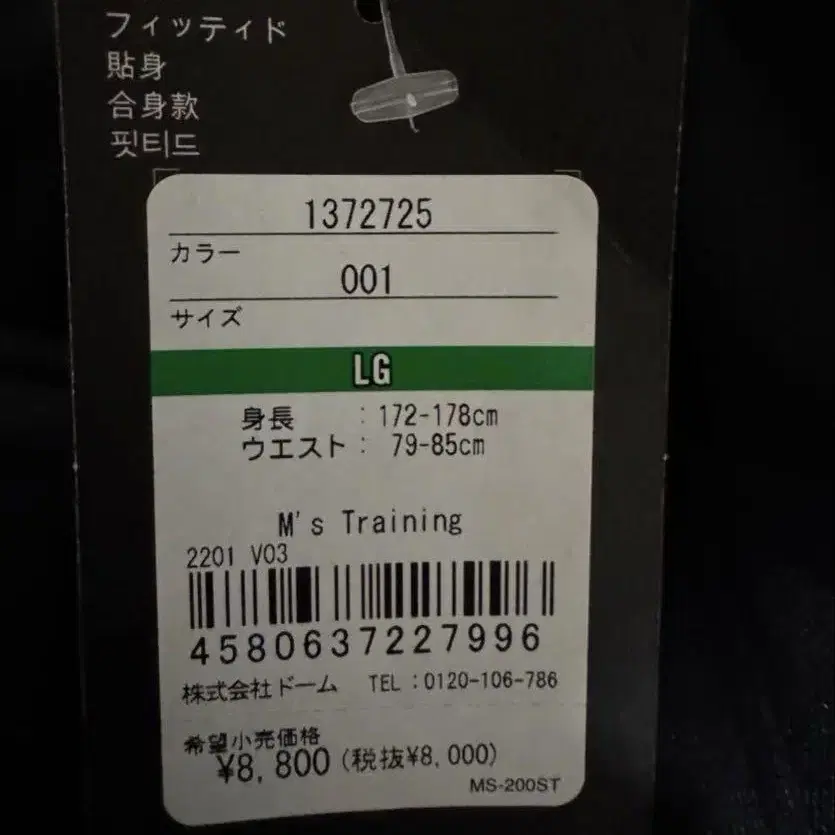 フィッティド
貼身
合身款
핏티드
1372725
カラー
001
サイズ
LG
身長 : 172-178cm
ウエスト : 79-85cm
M's Training
2201 V03
4580637227996
株式会社ドーム TEL:0120-106-786
希望小売価格
¥8,800(税抜¥8,000)
MS-200ST